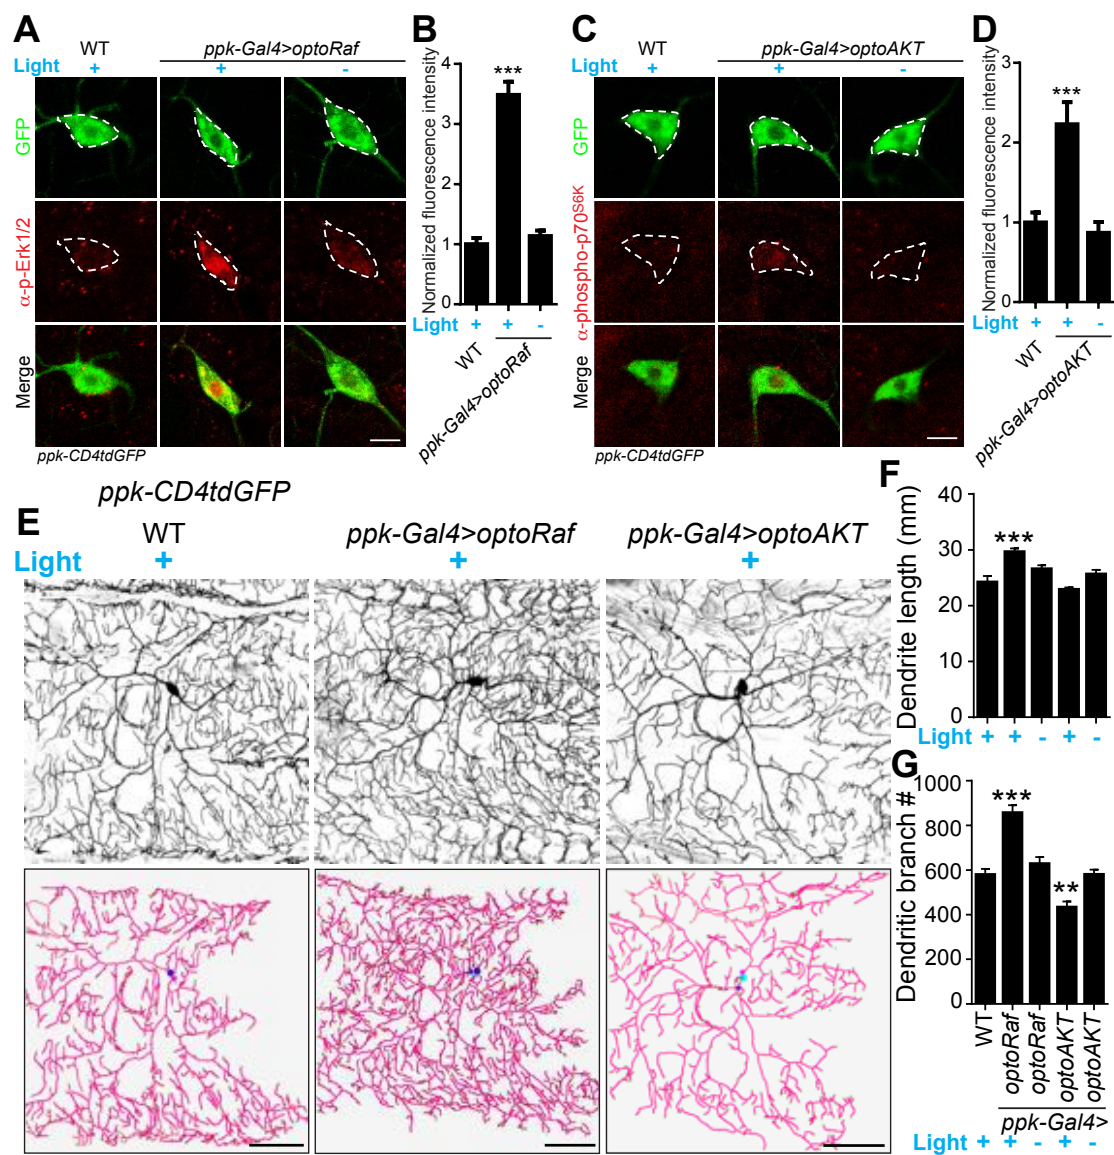 A
WT
ppk-Gal4>optoRaf
Light
+
+
-
GFP
α-p-Erk1/2
Merge
ppk-CD4tdGFP
B
Normalized fluorescence intensity
4
3
2
1
0
***
Light
+
+
-
WT
ppk-Gal4>optoRaf
C
WT
ppk-Gal4>optoAKT
Light
+
+
-
GFP
α-phospho-p70S6K
Merge
ppk-CD4tdGFP
D
Normalized fluorescence intensity
3
2
1
0
***
Light
+
+
-
WT
ppk-Gal4>optoAKT
E
ppk-CD4tdGFP
WT
ppk-Gal4>optoRaf
ppk-Gal4>optoAKT
Light
+
+
+
F
Dendrite length (mm)
40
30
20
10
0
***
Light
+
+
-
+
-
G
Dendritic branch #
1000
800
600
400
200
0
***
**
WT
optoRaf
optoRaf
optoAKT
optoAKT
ppk-Gal4>
Light
+
+
-
+
-